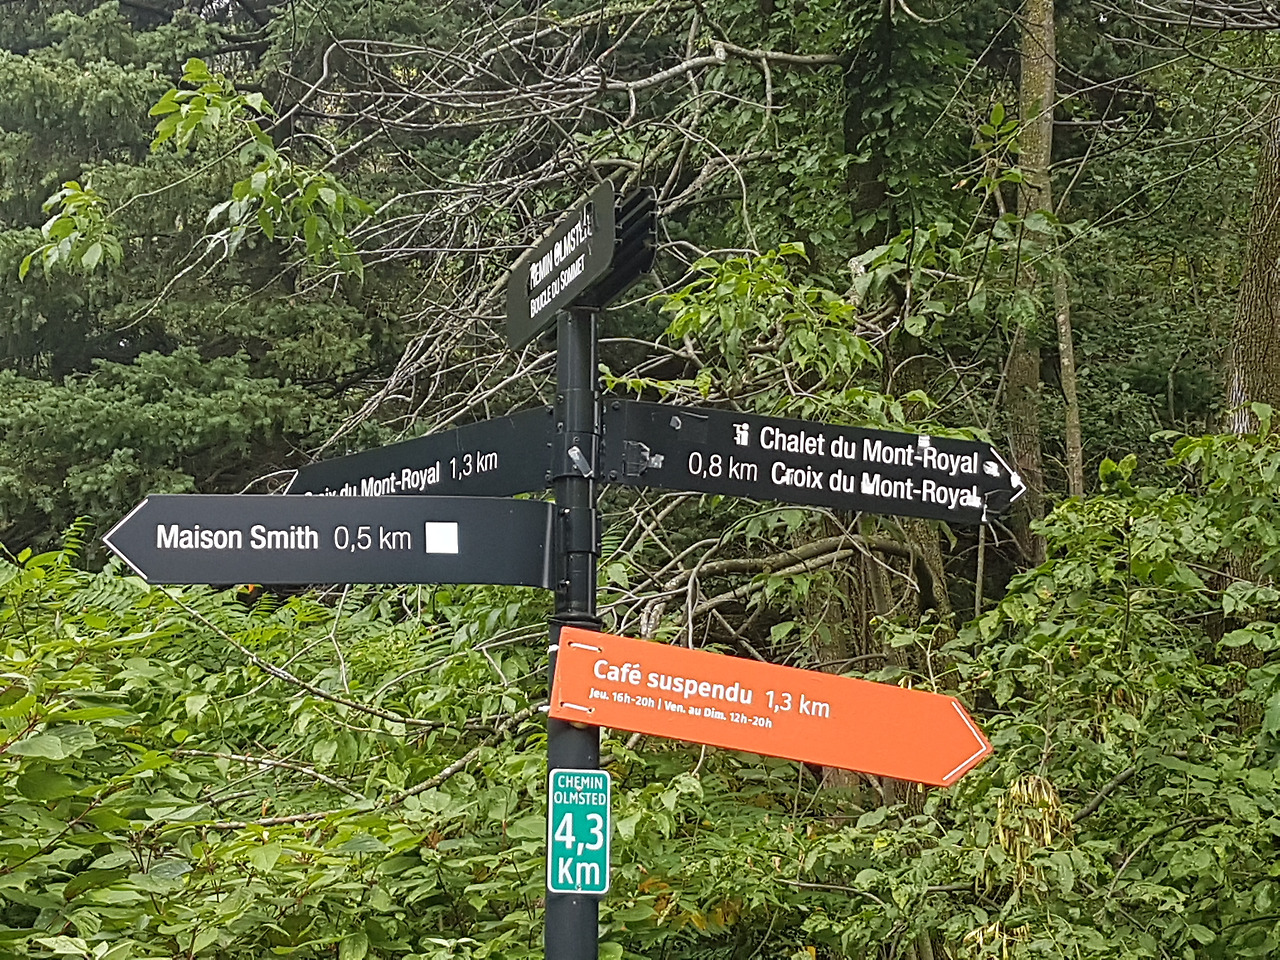 CHEMIN OLMSTED
BOUCLE DU SOMMET
Croix du Mont-Royal 1,3 km
Chalet du Mont-Royal
0,8 km Croix du Mont-Royal
Maison Smith 0,5 km
Café suspendu 1,3 km
Jeu. 16h-20h | Ven. au Dim. 12h-20h
CHEMIN
OLMSTED
4,3
Km